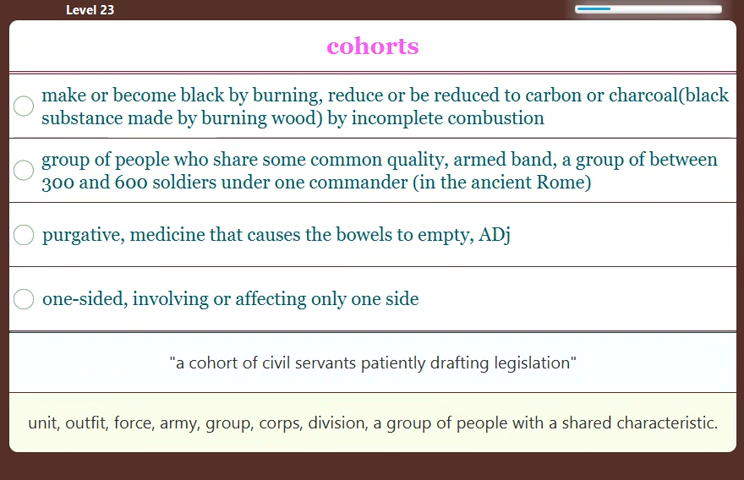 Level 23
cohorts
make or become black by burning, reduce or be reduced to carbon or charcoal(black
substance made by burning wood) by incomplete combustion
group of people who share some common quality, armed band, a group of between
300 and 600 soldiers under one commander (in the ancient Rome)
purgative, medicine that causes the bowels to empty, ADj
one-sided, involving or affecting only one side
"a cohort of civil servants patiently drafting legislation"
unit, outfit, force, army, group, corps, division, a group of people with a shared characteristic.